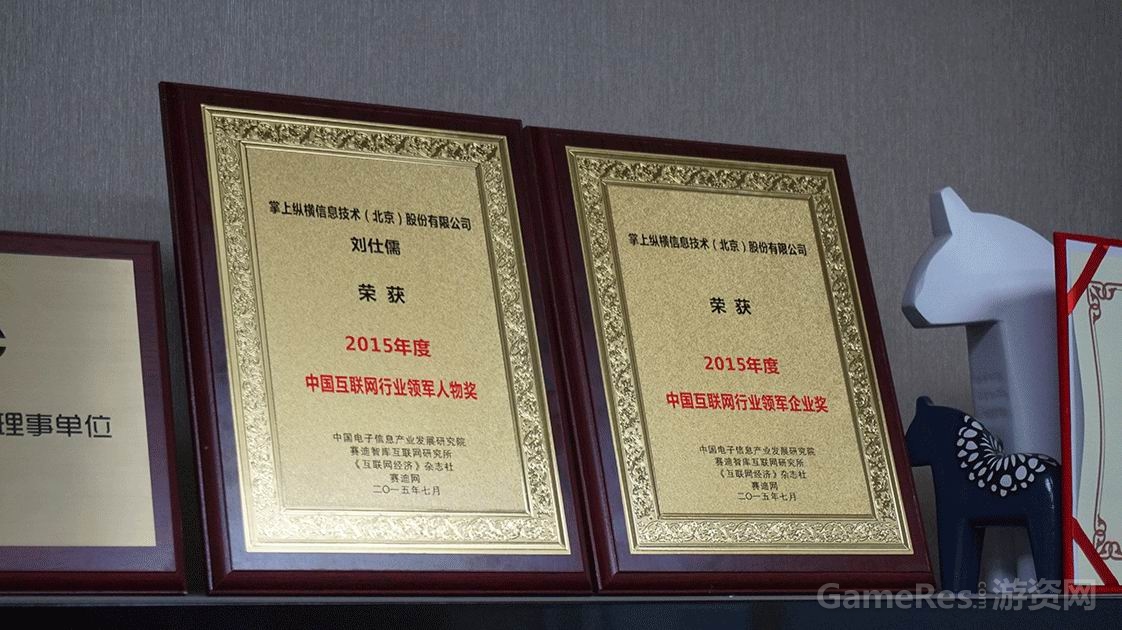 理事单位
掌上纵横信息技术（北京）股份有限公司
刘仕儒
荣 获
2015年度
中国互联网行业领军人物奖
中国电子信息产业发展研究院
赛迪智库互联网研究所
《互联网经济》杂志社
赛迪网
二〇一五年七月
掌上纵横信息技术（北京）股份有限公司
荣 获
2015年度
中国互联网行业领军企业奖
中国电子信息产业发展研究院
赛迪智库互联网研究所
《互联网经济》杂志社
赛迪网
二〇一五年七月
GameRes.com游资网